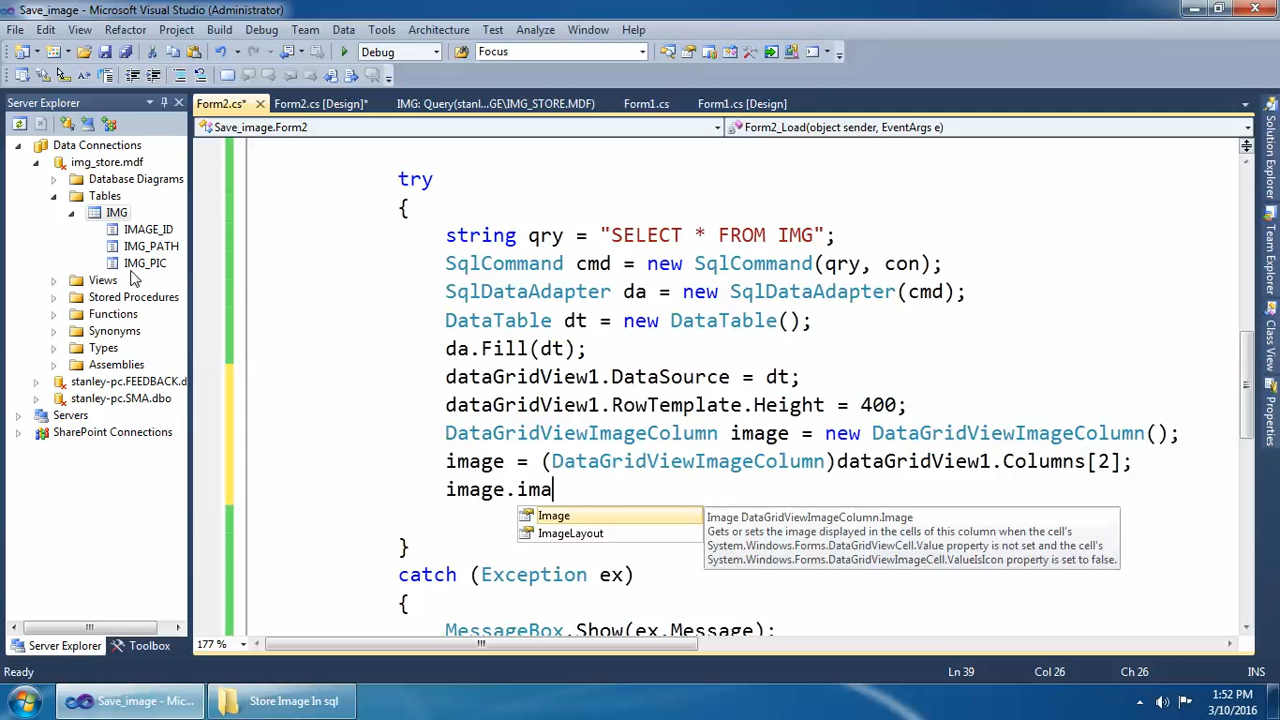 Save_image - Microsoft Visual Studio (Administrator)
File Edit View Refactor Project Build Debug Team Data Tools Architecture Test Analyze Window Help
Debug Focus
Server Explorer
Form2.cs* Form2.cs [Design]* IMG: Query(stanl...GE\IMG_STORE.MDF) Form1.cs Form1.cs [Design]
Save_image.Form2 Form2_Load(object sender, EventArgs e)
Data Connections
img_store.mdf
Database Diagrams
Tables
IMG
IMAGE_ID
IMG_PATH
IMG_PIC
Views
Stored Procedures
Functions
Synonyms
Types
Assemblies
stanley-pc.FEEDBACK.d
stanley-pc.SMA.dbo
Servers
SharePoint Connections
try
{
string qry = "SELECT * FROM IMG";
SqlCommand cmd = new SqlCommand(qry, con);
SqlDataAdapter da = new SqlDataAdapter(cmd);
DataTable dt = new DataTable();
da.Fill(dt);
dataGridView1.DataSource = dt;
dataGridView1.RowTemplate.Height = 400;
DataGridViewImageColumn image = new DataGridViewImageColumn();
image = (DataGridViewImageColumn)dataGridView1.Columns[2];
image.ima
Image
ImageLayout
Image DataGridViewImageColumn.Image
Gets or sets the image displayed in the cells of this column when the cell's
System.Windows.Forms.DataGridViewCell.Value property is not set and the cell's
System.Windows.Forms.DataGridViewImageCell.ValueIsIcon property is set to false.
}
catch (Exception ex)
{
MessageBox.Show(ex.Message);
Solution Explorer
Team Explorer
Class View
Properties
177 %
Server Explorer Toolbox
Ready Ln 39 Col 26 Ch 26 INS
Save_image - Mic... Store Image In sql
1:52 PM
3/10/2016